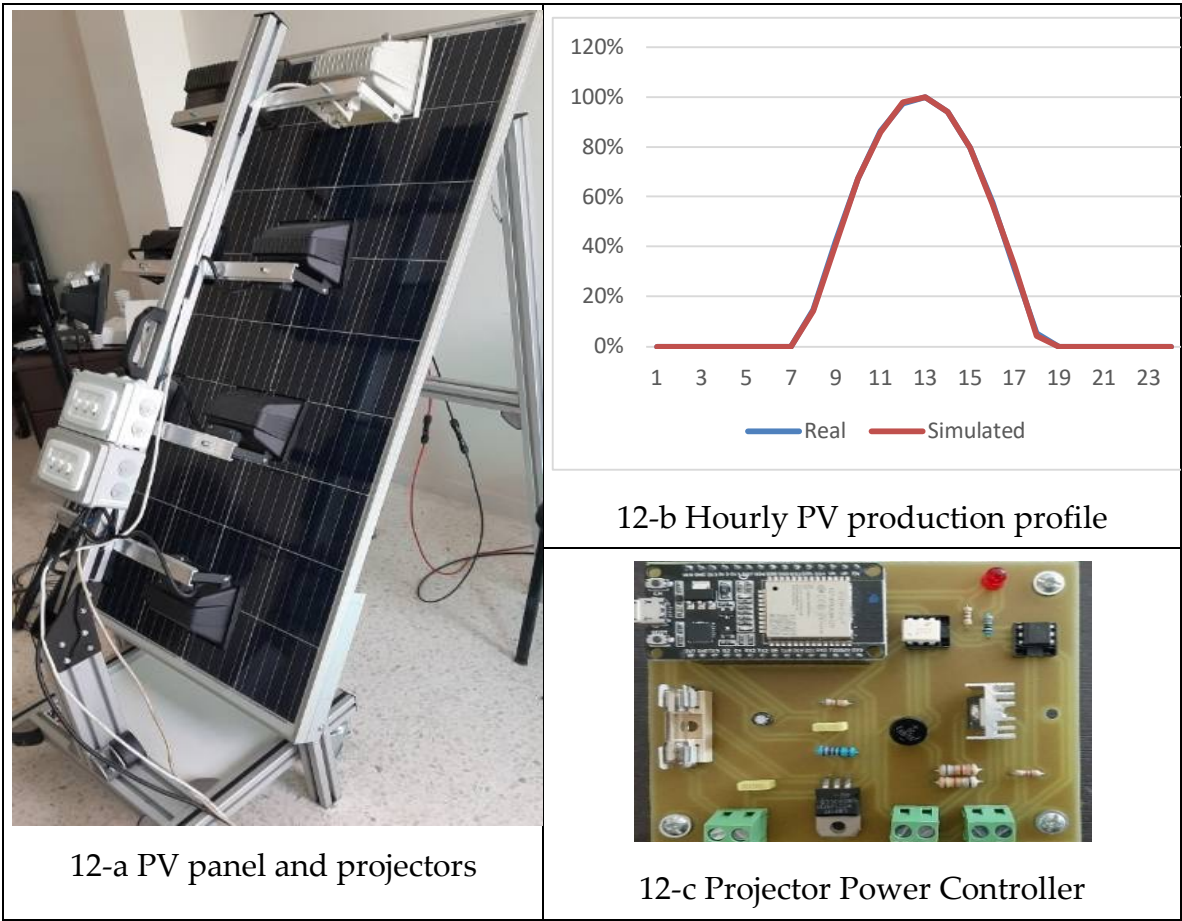 120%
100%
80%
60%
40%
20%
0%
1 3 5 7 9 11 13 15 17 19 21 23
Real Simulated
12-b Hourly PV production profile
12-a PV panel and projectors
12-c Projector Power Controller